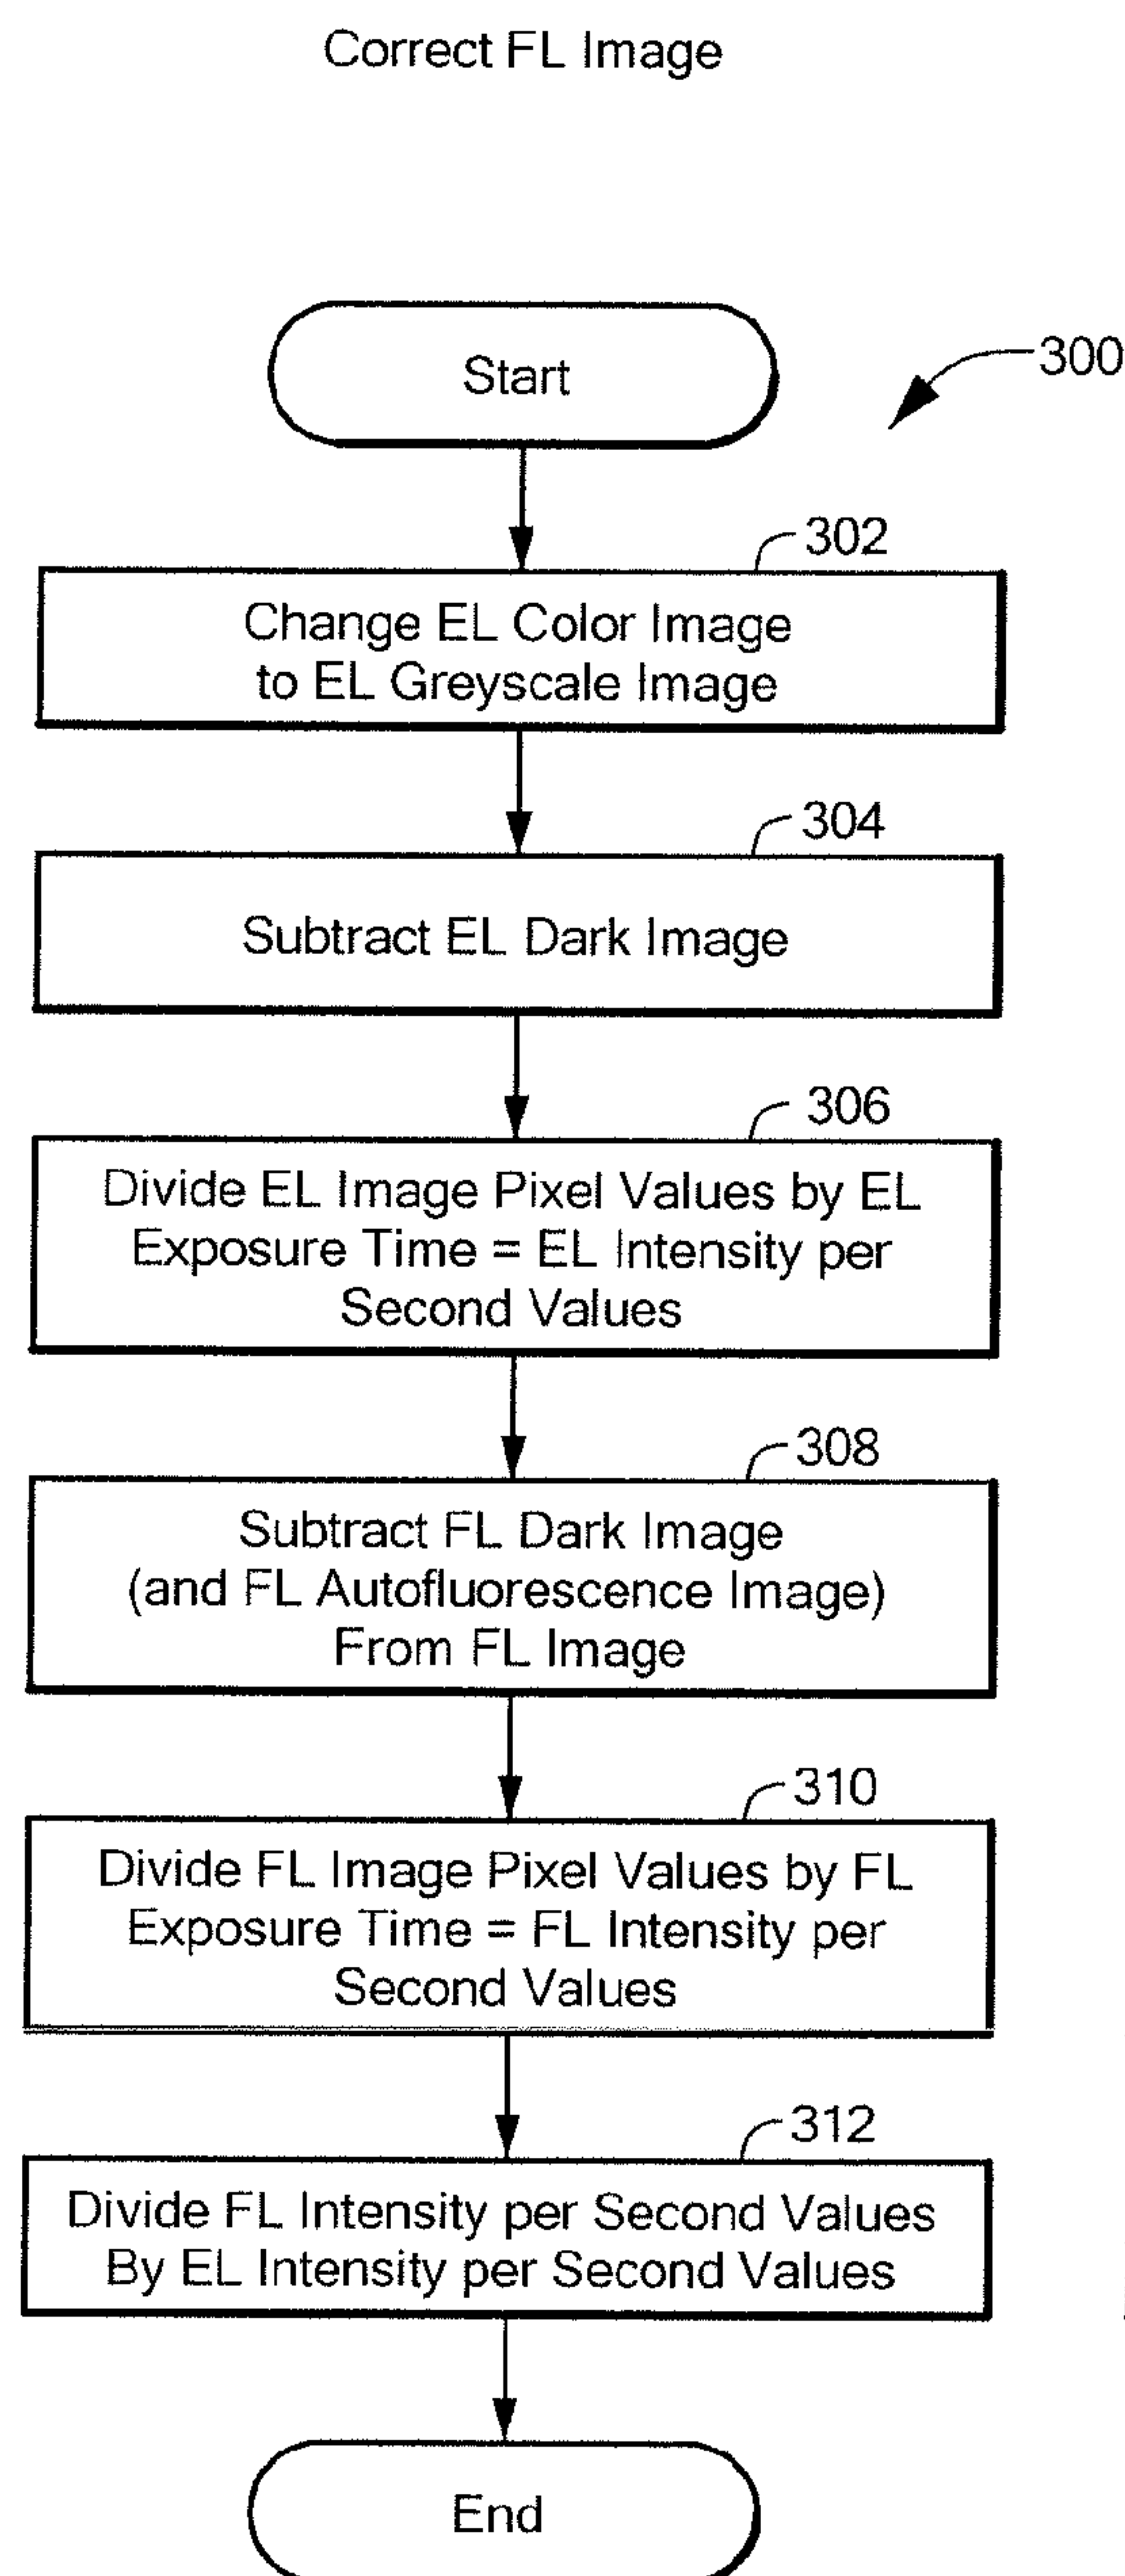 Correct FL Image
Start
300
302
Change EL Color Image
to EL Greyscale Image
304
Subtract EL Dark Image
306
Divide EL Image Pixel Values by EL
Exposure Time = EL Intensity per
Second Values
308
Subtract FL Dark Image
(and FL Autofluorescence Image)
From FL Image
310
Divide FL Image Pixel Values by FL
Exposure Time = FL Intensity per
Second Values
312
Divide FL Intensity per Second Values
By EL Intensity per Second Values
End